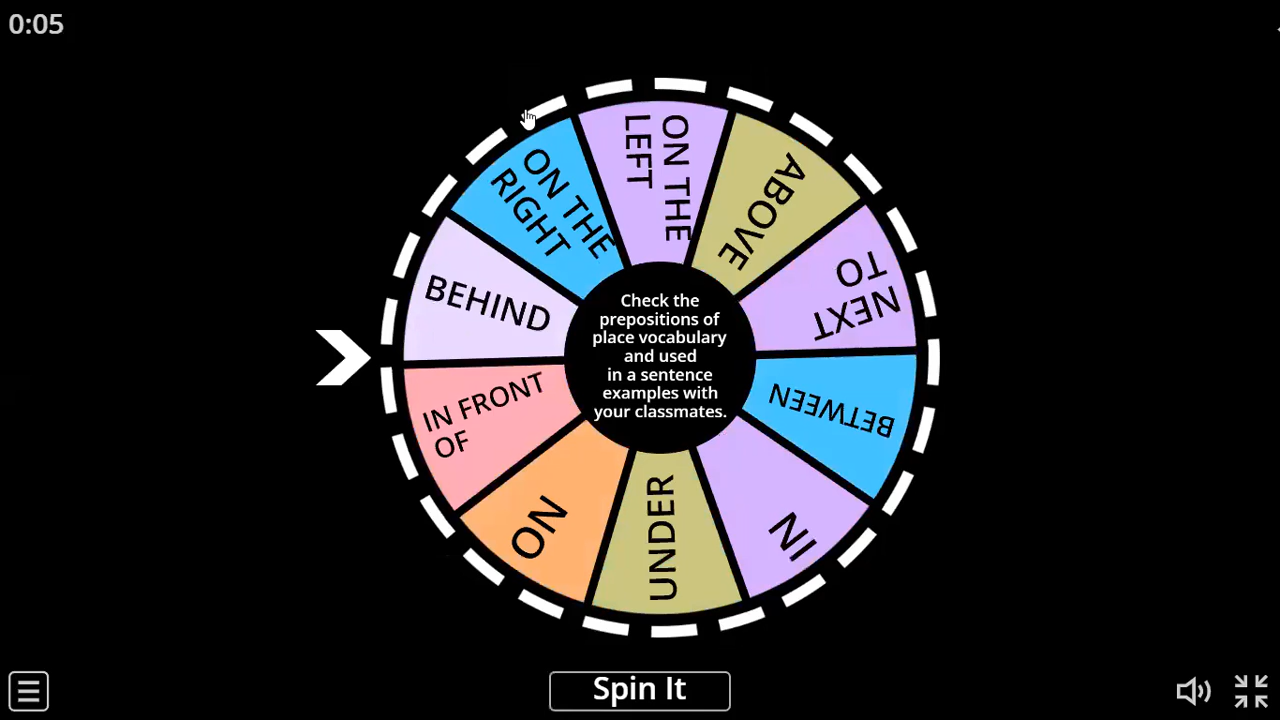 0:05
ON THE
LEFT
ABOVE
NEXT
TO
BETWEEN
IN
UNDER
ON
IN FRONT
OF
BEHIND
ON THE
RIGHT
Check the
prepositions of
place vocabulary
and used
in a sentence
examples with
your classmates.
Spin It